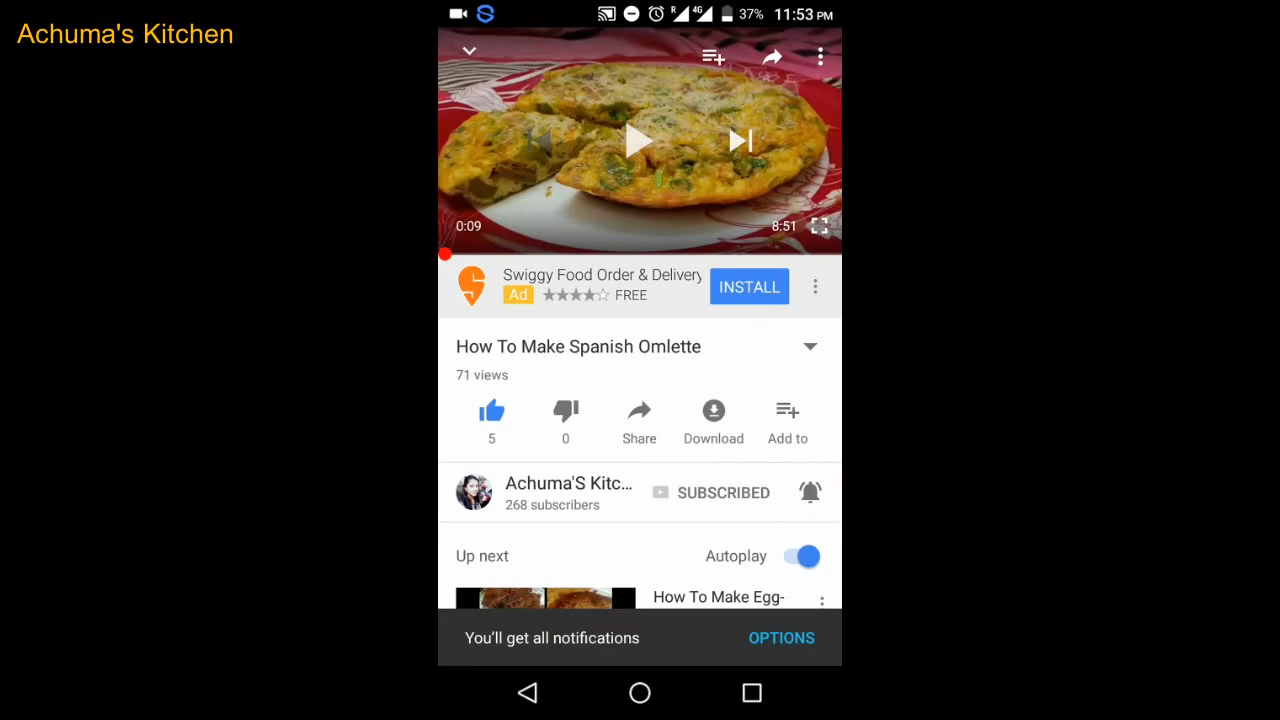 Achuma's Kitchen
R 4G 37% 11:53 PM
0:09 8:51
Swiggy Food Order & Delivery
Ad FREE
INSTALL
How To Make Spanish Omlette
71 views
5 0 Share Download Add to
Achuma'S Kitc... SUBSCRIBED
268 subscribers
Up next Autoplay
How To Make Egg-
You'll get all notifications OPTIONS